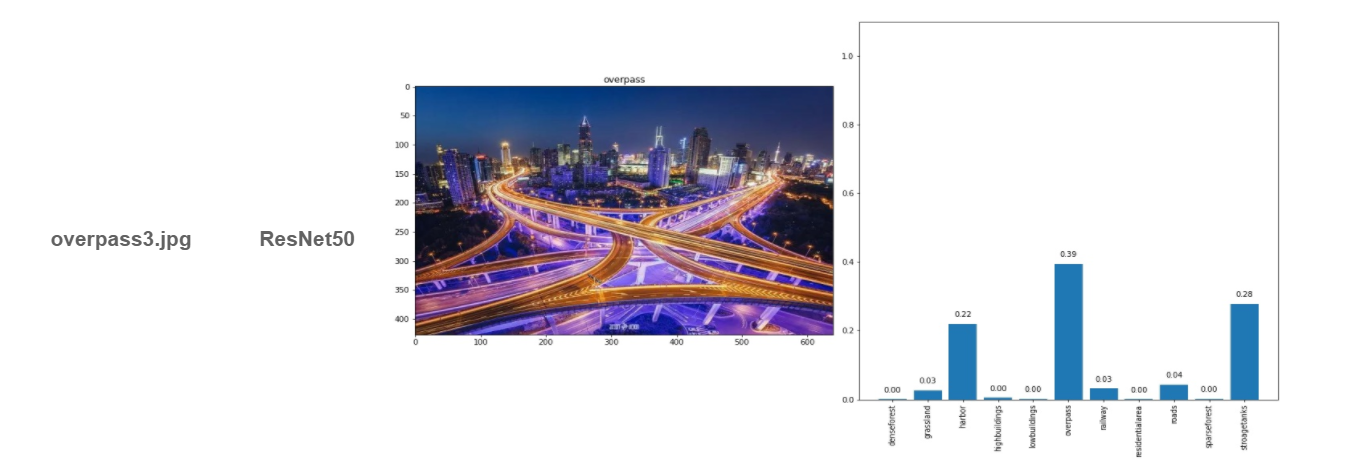 overpass3.jpg
ResNet50
overpass
0
50
100
150
200
250
300
350
400
0 100 200 300 400 500 600
1.0
0.8
0.6
0.4
0.2
0.0
0.00 0.03 0.22 0.00 0.00 0.39 0.03 0.00 0.04 0.00 0.28
denseforest
grassland
harbor
highbuildings
lowbuildings
overpass
railway
residentialarea
roads
sparseforest
stroagetanks